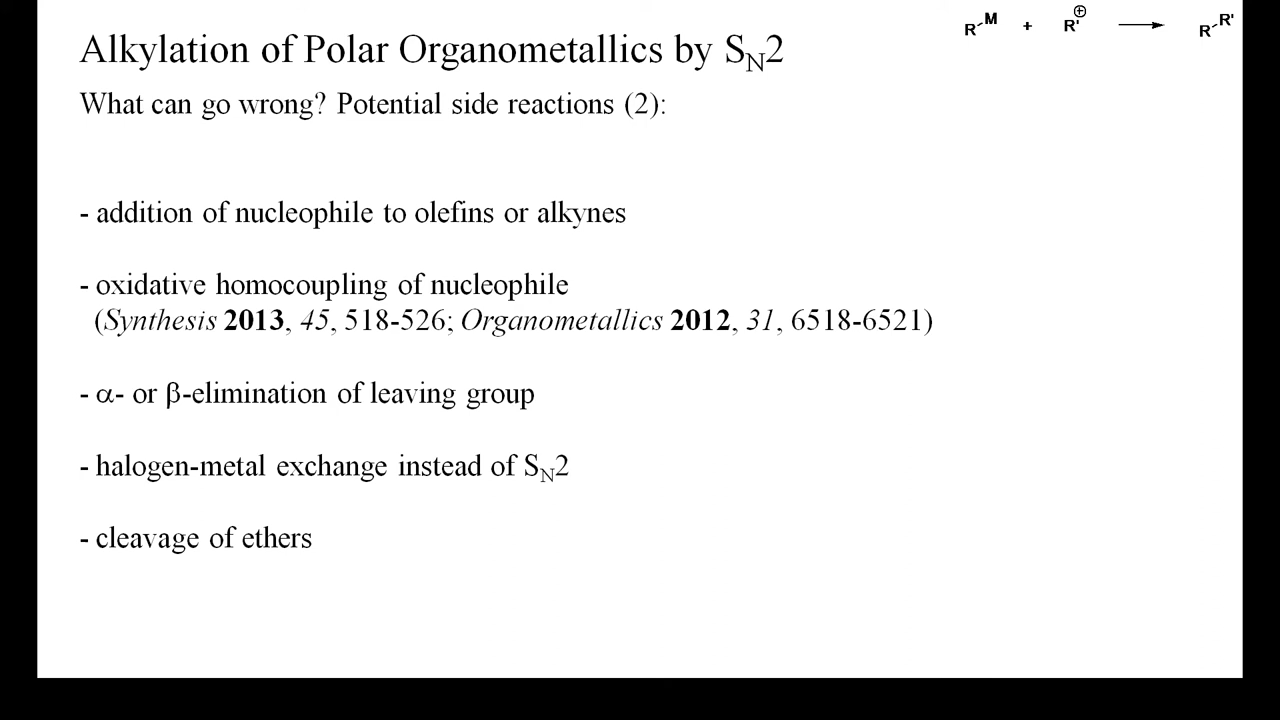 R-M + R'⊕ → R-R'
Alkylation of Polar Organometallics by SN2
What can go wrong? Potential side reactions (2):
- addition of nucleophile to olefins or alkynes
- oxidative homocoupling of nucleophile
(Synthesis 2013, 45, 518-526; Organometallics 2012, 31, 6518-6521)
- α- or β-elimination of leaving group
- halogen-metal exchange instead of SN2
- cleavage of ethers